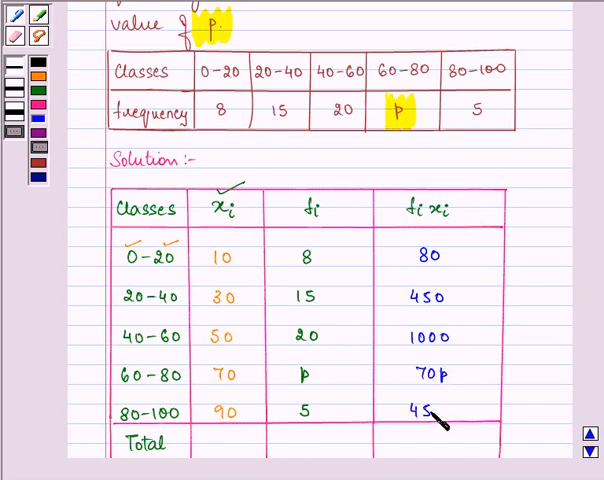 value of p.
Classes 0-20 20-40 40-60 60-80 80-100
frequency 8 15 20 p 5
Solution :-
Classes xi fi fi xi
0-20 10 8 80
20-40 30 15 450
40-60 50 20 1000
60-80 70 p 70p
80-100 90 5 45
Total